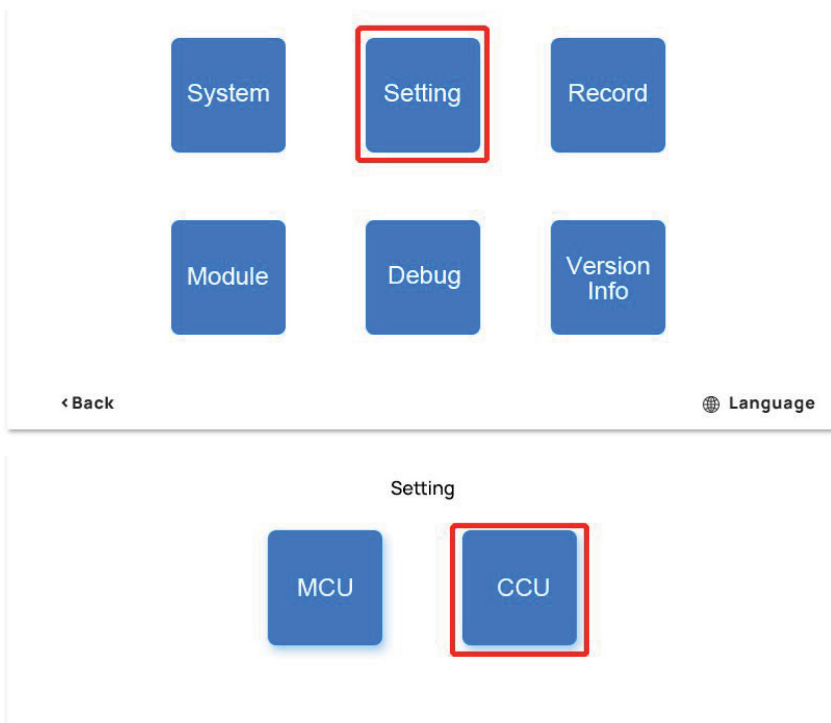 System
Setting
Record
Module
Debug
Version
Info
‹Back
Language
Setting
MCU
CCU